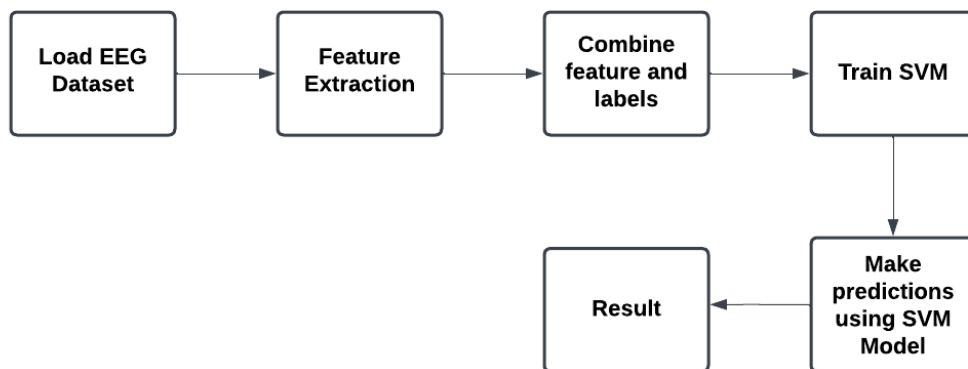 Load EEG
Dataset
Feature
Extraction
Combine
feature and
labels
Train SVM
Make
predictions
using SVM
Model
Result